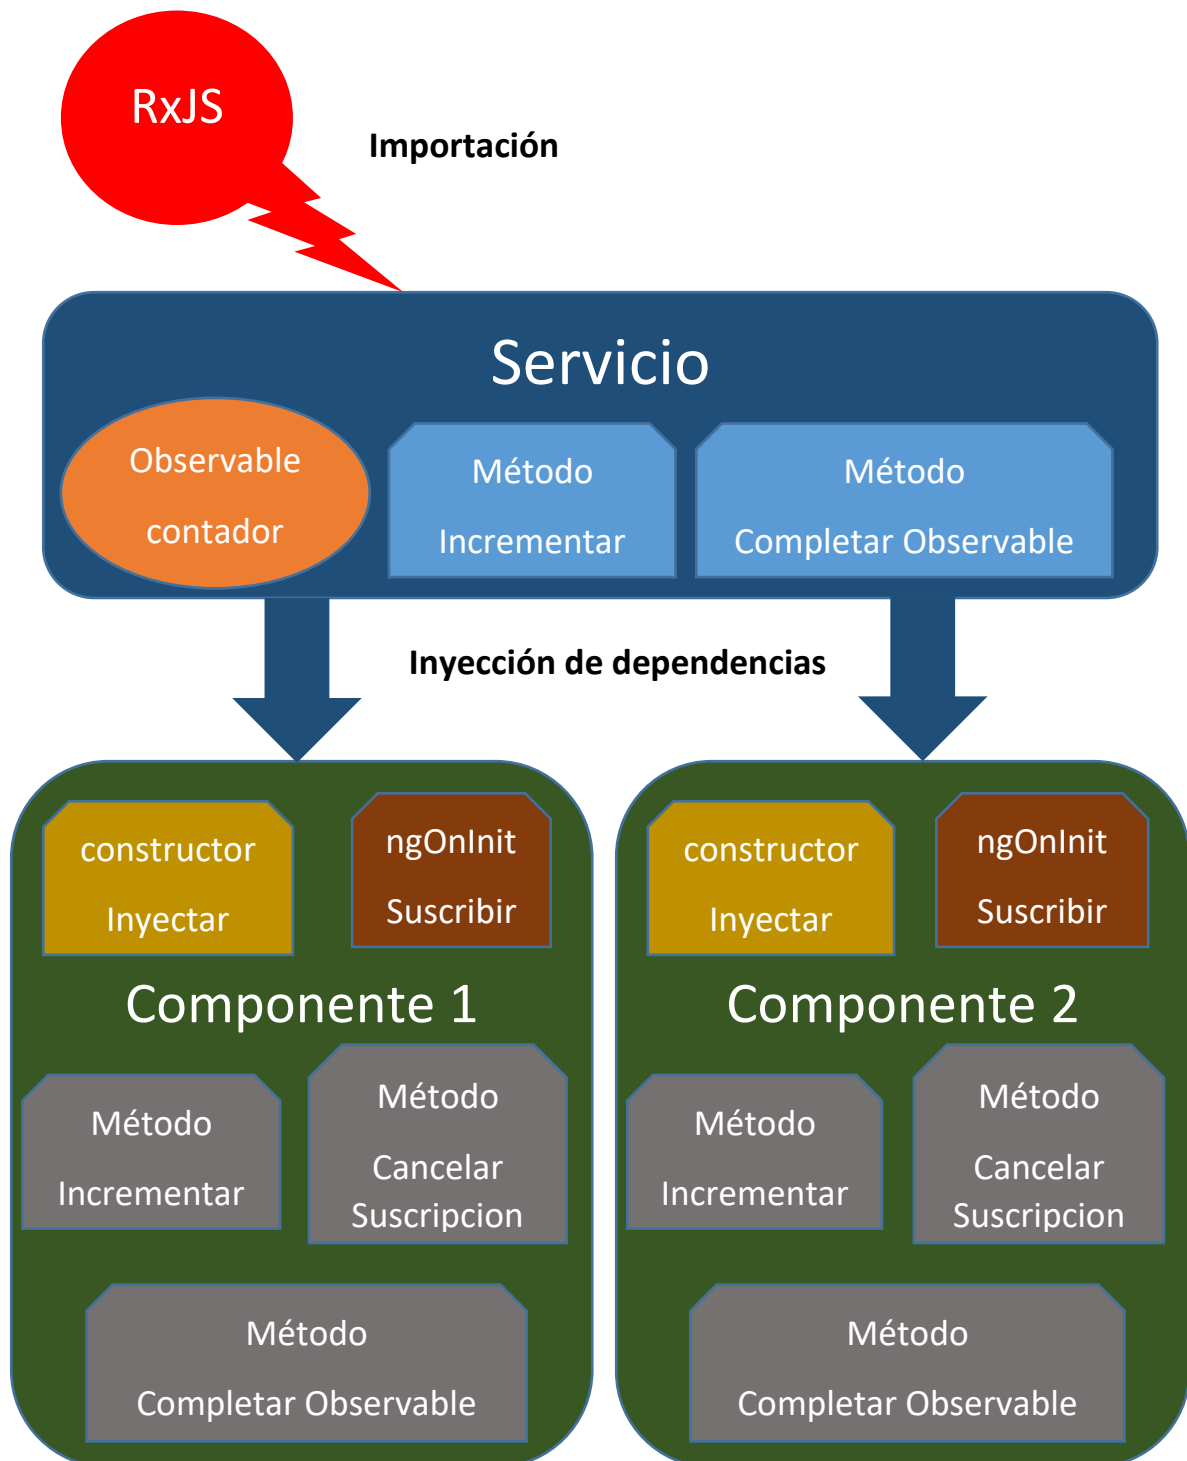 RxJS
Importación
Servicio
Observable
contador
Método
Incrementar
Método
Completar Observable
Inyección de dependencias
constructor
Inyectar
ngOnInit
Suscribir
Componente 1
Método
Incrementar
Método
Cancelar
Suscripcion
Método
Completar Observable
constructor
Inyectar
ngOnInit
Suscribir
Componente 2
Método
Incrementar
Método
Cancelar
Suscripcion
Método
Completar Observable